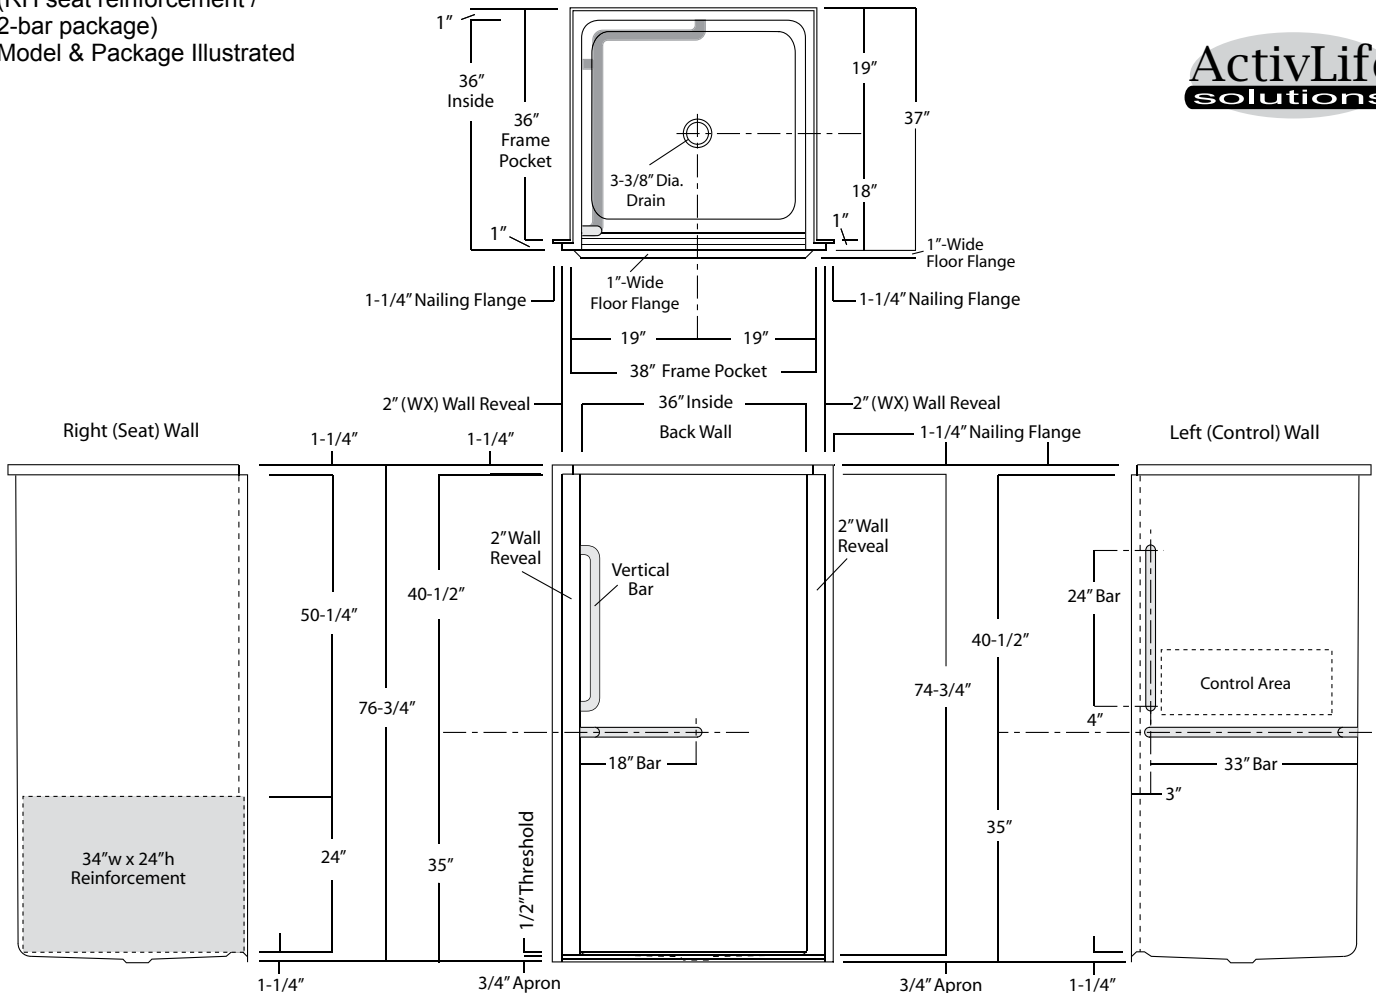 (RH seat reinforcement /
2-bar package)
Model & Package Illustrated
ActivLife
solutions
1”
36”
Inside
36”
Frame
Pocket
1”
3-3/8” Dia.
Drain
19”
18”
37”
1”
1”-Wide
Floor Flange
1”-Wide
Floor Flange
1-1/4” Nailing Flange
1-1/4” Nailing Flange
19”
19”
38” Frame Pocket
2” (WX) Wall Reveal
36” Inside
2” (WX) Wall Reveal
Right (Seat) Wall
1-1/4”
1-1/4”
Back Wall
1-1/4” Nailing Flange
Left (Control) Wall
2” Wall
Reveal
Vertical
Bar
2” Wall
Reveal
50-1/4”
40-1/2”
76-3/4”
18” Bar
74-3/4”
40-1/2”
24” Bar
Control Area
4”
33” Bar
3”
34”w x 24”h
Reinforcement
24”
35”
1/2” Threshold
35”
1-1/4”
3/4” Apron
3/4” Apron
1-1/4”